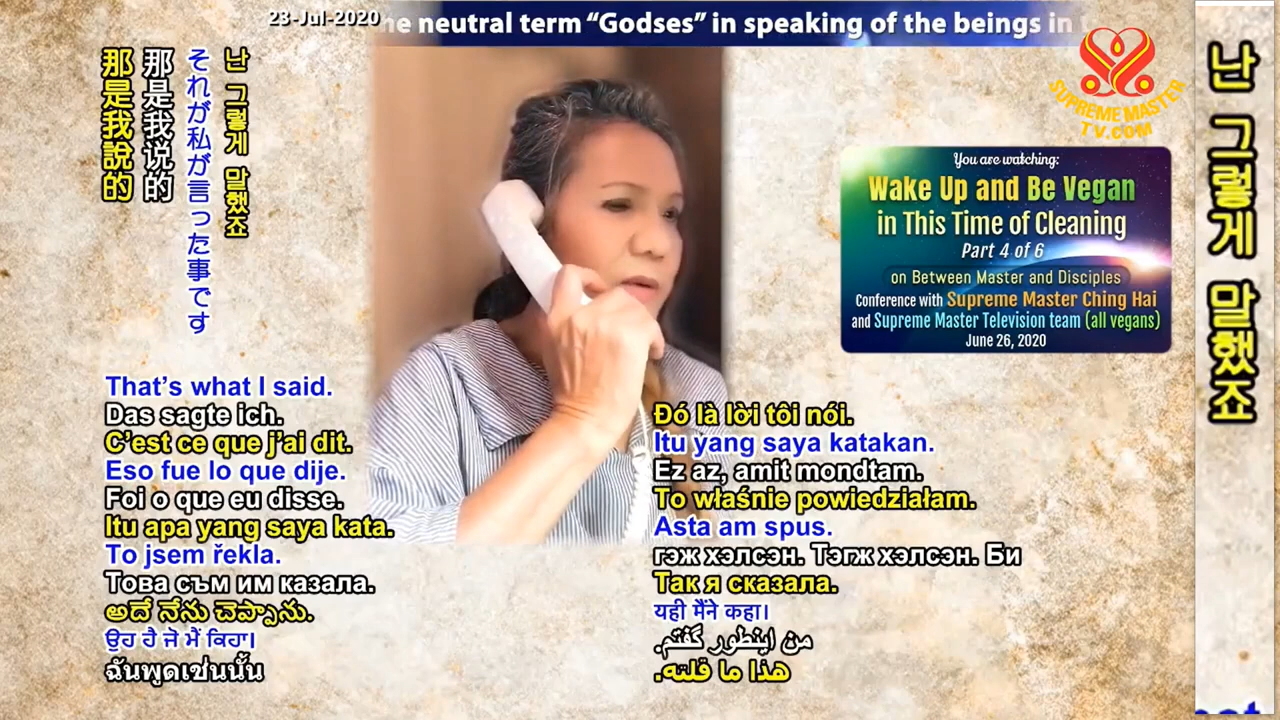 23-Jul-2020
ne neutral term “Godses” in speaking of the beings in
SUPREME MASTER
TV.COM
You are watching:
Wake Up and Be Vegan
in This Time of Cleaning
Part 4 of 6
on Between Master and Disciples
Conference with Supreme Master Ching Hai
and Supreme Master Television team (all vegans)
June 26, 2020
那是我說的
那是我说的
それが私が言った事です
난 그렇게 말했죠
난 그렇게 말했죠
That’s what I said.
Das sagte ich.
C’est ce que j’ai dit.
Eso fue lo que dije.
Foi o que eu disse.
Itu apa yang saya kata.
To jsem řekla.
Това съм им казала.
అదే నేను చెప్పాను.
ਉਹ ਹੈ ਜੋ ਮੈਂ ਕਿਹਾ।
ฉันพูดเช่นนั้น
Đó là lời tôi nói.
Itu yang saya katakan.
Ez az, amit mondtam.
To właśnie powiedziałam.
Asta am spus.
гэж хэлсэн. Тэгж хэлсэн. Би
Так я сказала.
यही मैंने कहा।
من اینطور گفتم.
هذا ما قلته.